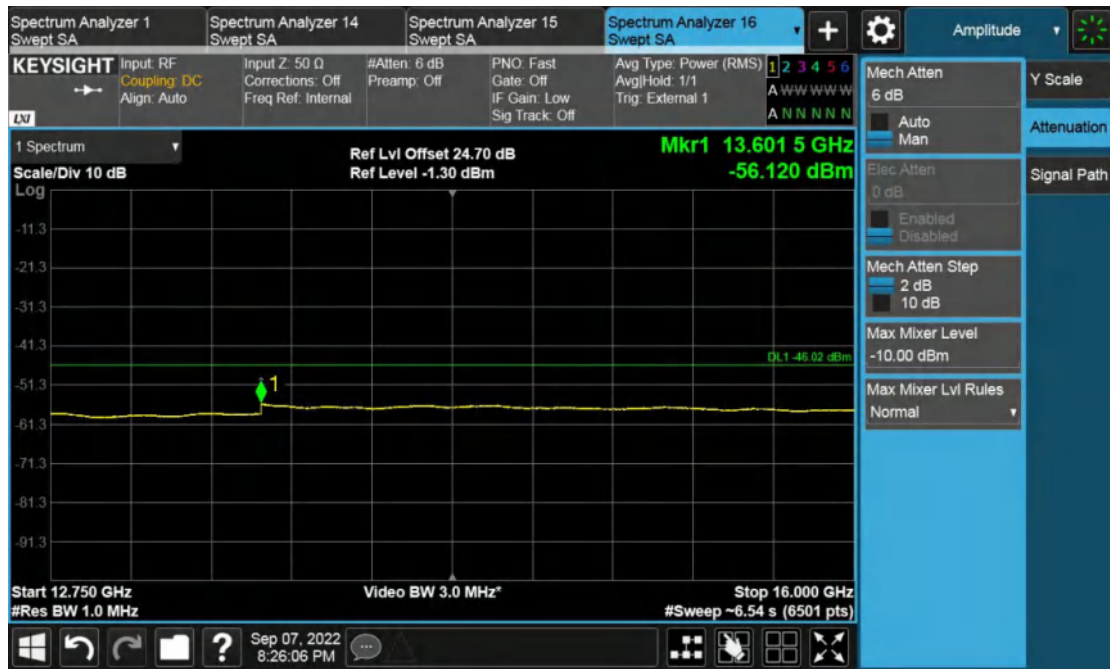 Spectrum Analyzer 1
Swept SA
Spectrum Analyzer 14
Swept SA
Spectrum Analyzer 15
Swept SA
Spectrum Analyzer 16
Swept SA
+
Amplitude
KEYSIGHT
LXI
Input: RF
Coupling: DC
Align: Auto
Input Z: 50 Ω
Corrections: Off
Freq Ref: Internal
#Atten: 6 dB
Preamp: Off
PNO: Fast
Gate: Off
IF Gain: Low
Sig Track: Off
Avg Type: Power (RMS)
Avg|Hold: 1/1
Trig: External 1
1 2 3 4 5 6
A W W W W W
A N N N N N
1 Spectrum
Scale/Div 10 dB
Log
Ref Lvl Offset 24.70 dB
Ref Level -1.30 dBm
Mkr1 13.601 5 GHz
-56.120 dBm
-11.3
-21.3
-31.3
-41.3
DL1 -46.02 dBm
-51.3
1
-61.3
-71.3
-81.3
-91.3
Start 12.750 GHz
#Res BW 1.0 MHz
Video BW 3.0 MHz*
Stop 16.000 GHz
#Sweep ~6.54 s (6501 pts)
Mech Atten
6 dB
Auto
Man
Elec Atten
0 dB
Enabled
Disabled
Mech Atten Step
2 dB
10 dB
Max Mixer Level
-10.00 dBm
Max Mixer Lvl Rules
Normal
Y Scale
Attenuation
Signal Path
?
Sep 07, 2022
8:26:06 PM